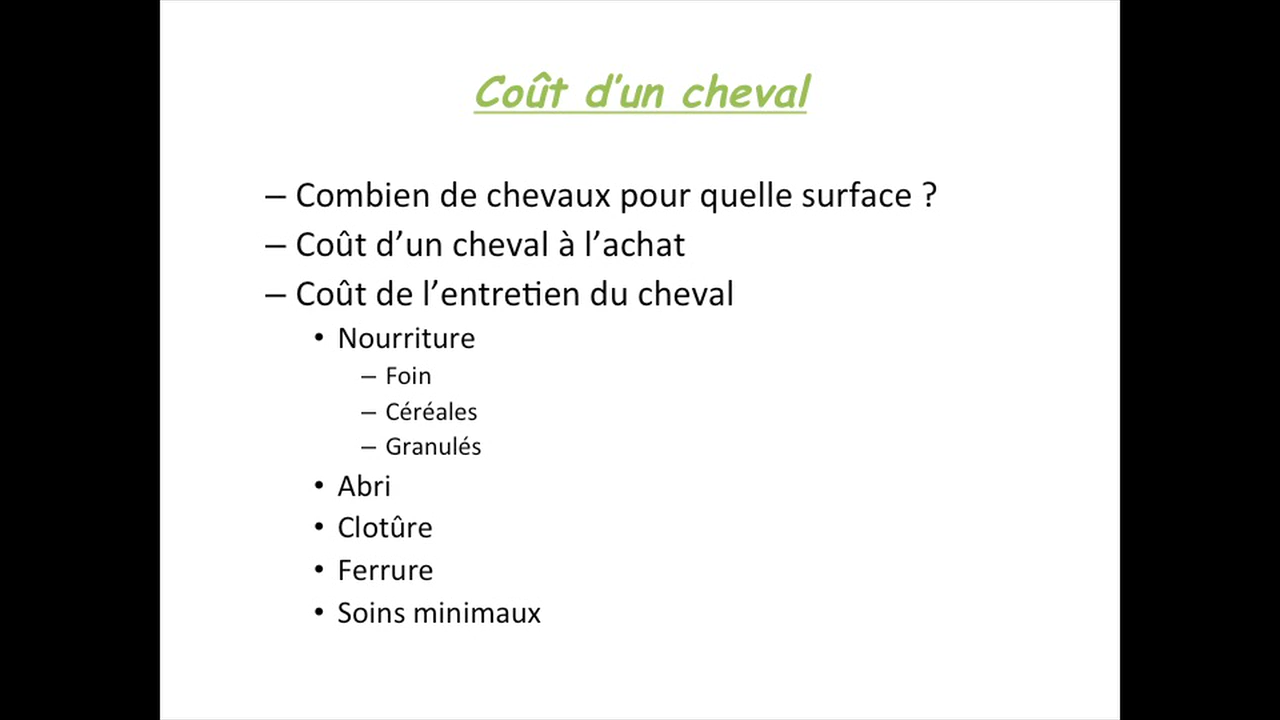 Coût d’un cheval
– Combien de chevaux pour quelle surface ?
– Coût d’un cheval à l’achat
– Coût de l’entretien du cheval
• Nourriture
– Foin
– Céréales
– Granulés
• Abri
• Clotûre
• Ferrure
• Soins minimaux